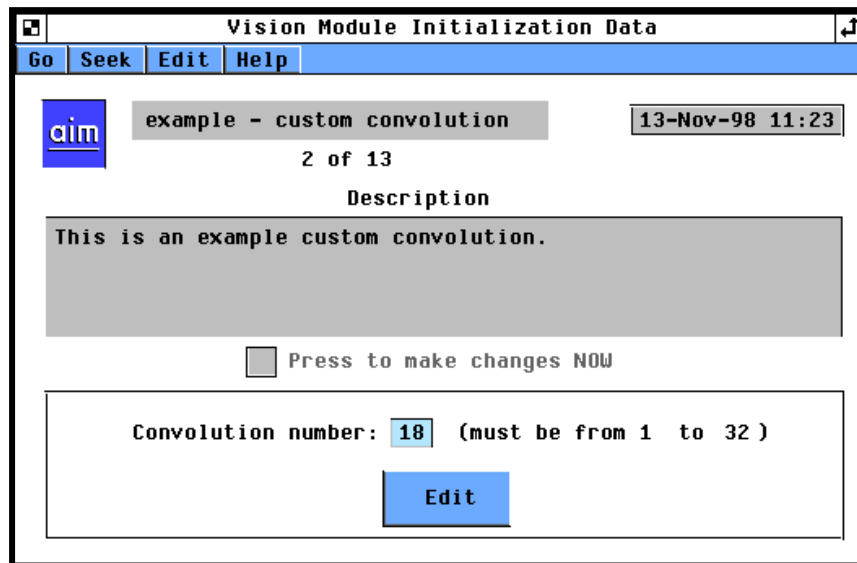 Vision Module Initialization Data
Go Seek Edit Help
aim
example - custom convolution
13-Nov-98 11:23
2 of 13
Description
This is an example custom convolution.
Press to make changes NOW
Convolution number: 18 (must be from 1 to 32 )
Edit